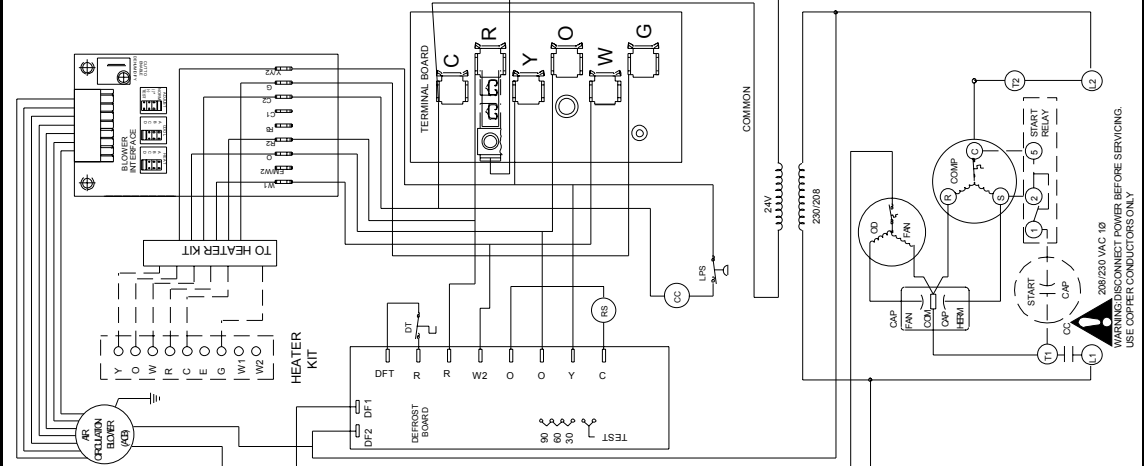 TERMINAL BOARD
C
R
Y
O
W
G
BLOWER
INTERFACE
Y/Y2
G
C2
C1
RB
R2
O
EM/W2
W1
TO HEATER KIT
HEATER
KIT
Y
O
W
R
C
E
G
W1
W2
AIR
CIRCULATION
BLOWER
(ACB)
DEFROST
BOARD
DFT
R
R
W2
O
O
Y
C
DF1
DF2
90
60
30
TEST
DT
RS
CC
LPS
COMMON
24V
230/208
OD
FAN
COMP
C
R
S
CAP
FAN
COM
CAP
HERM
START
RELAY
5
2
1
START
CAP
CC
T1
T2
L1
L2
208/230 VAC 1Ø
WARNING:DISCONNECT POWER BEFORE SERVICING.
USE COPPER CONDUCTORS ONLY